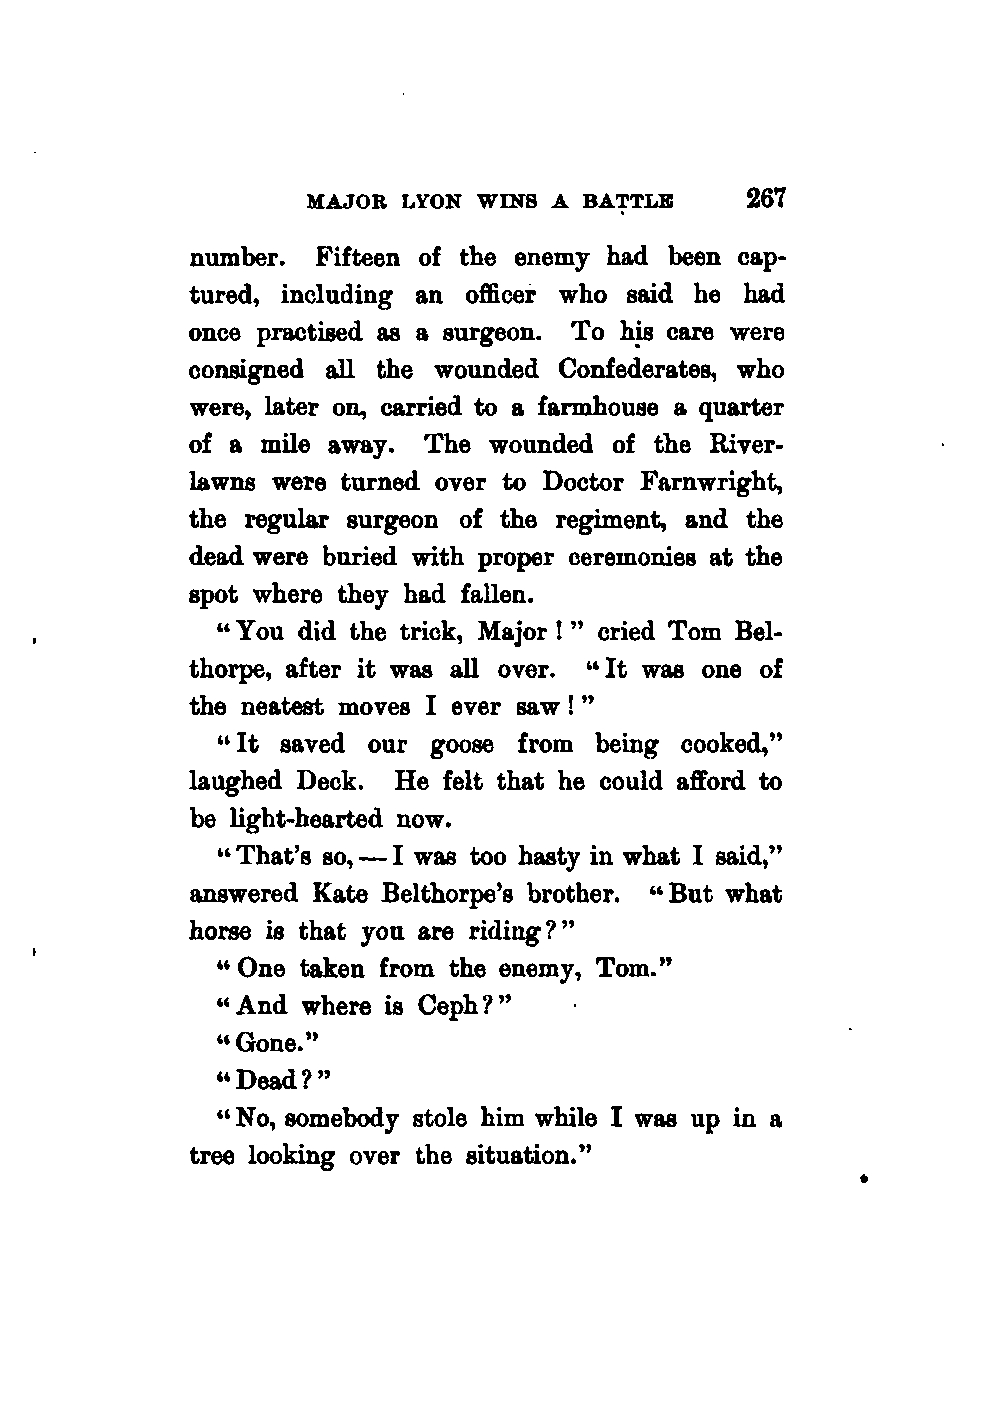 MAJOR LYON WINS A BATTLE 267
number. Fifteen of the enemy had been cap-
tured, including an officer who said he had
once practised as a surgeon. To his care were
consigned all the wounded Confederates, who
were, later on, carried to a farmhouse a quarter
of a mile away. The wounded of the River-
lawns were turned over to Doctor Farnwright,
the regular surgeon of the regiment, and the
dead were buried with proper ceremonies at the
spot where they had fallen.
“You did the trick, Major!” cried Tom Bel-
thorpe, after it was all over. “It was one of
the neatest moves I ever saw!”
“It saved our goose from being cooked,”
laughed Deck. He felt that he could afford to
be light-hearted now.
“That’s so,—I was too hasty in what I said,”
answered Kate Belthorpe’s brother. “But what
horse is that you are riding?”
“One taken from the enemy, Tom.”
“And where is Ceph?”
“Gone.”
“Dead?”
“No, somebody stole him while I was up in a
tree looking over the situation.”